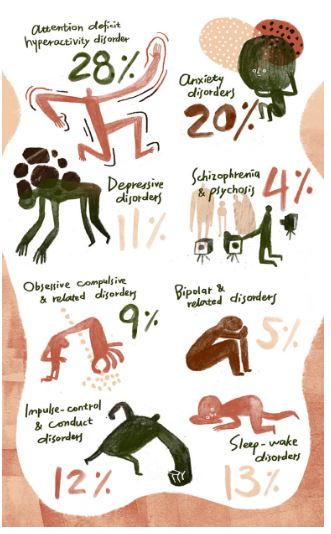 Attention deficit
hyperactivity disorder
28%
Anxiety
disorders
20%
Depressive
disorders
11%
Schizophrenia
& psychosis
4%
Obsessive compulsive
& related disorders
9%
Bipolar &
related disorders
5%
Impulse-control
& conduct
disorders
12%
Sleep-wake
disorders
13%